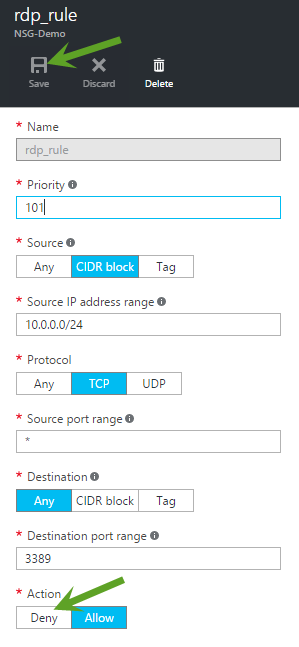 rdp_rule
NSG-Demo
Save Discard Delete
* Name
rdp_rule
* Priority
101
* Source
Any CIDR block Tag
* Source IP address range
10.0.0.0/24
* Protocol
Any TCP UDP
* Source port range
*
* Destination
Any CIDR block Tag
* Destination port range
3389
* Action
Deny Allow